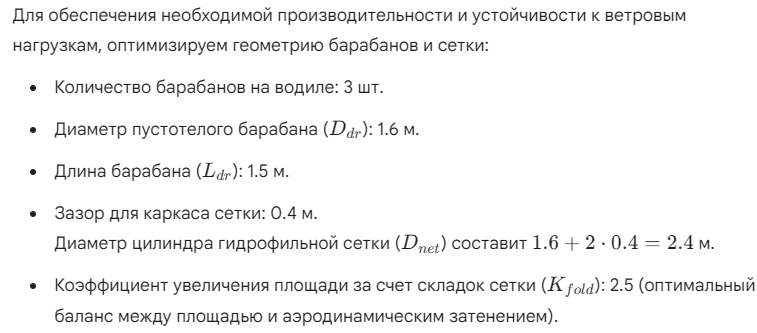 Для обеспечения необходимой производительности и устойчивости к ветровым
нагрузкам, оптимизируем геометрию барабанов и сетки:
• Количество барабанов на водиле: 3 шт.
• Диаметр пустотелого барабана (D_{dr}): 1.6 м.
• Длина барабана (L_{dr}): 1.5 м.
• Зазор для каркаса сетки: 0.4 м.
Диаметр цилиндра гидрофильной сетки (D_{net}) составит 1.6 + 2 · 0.4 = 2.4 м.
• Коэффициент увеличения площади за счет складок сетки (K_{fold}): 2.5 (оптимальный
баланс между площадью и аэродинамическим затенением).